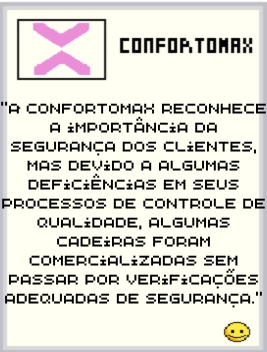 CONFORTOMAX
"A CONFORTOMAX RECONHECE
A IMPORTÂNCIA DA
SEGURANÇA DOS CLIENTES,
MAS DEVIDO A ALGUMAS
DEFICIÊNCIAS EM SEUS
PROCESSOS DE CONTROLE DE
QUALIDADE, ALGUMAS
CADEIRAS FORAM
COMERCIALIZADAS SEM
PASSAR POR VERIFICAÇÕES
ADEQUADAS DE SEGURANÇA."